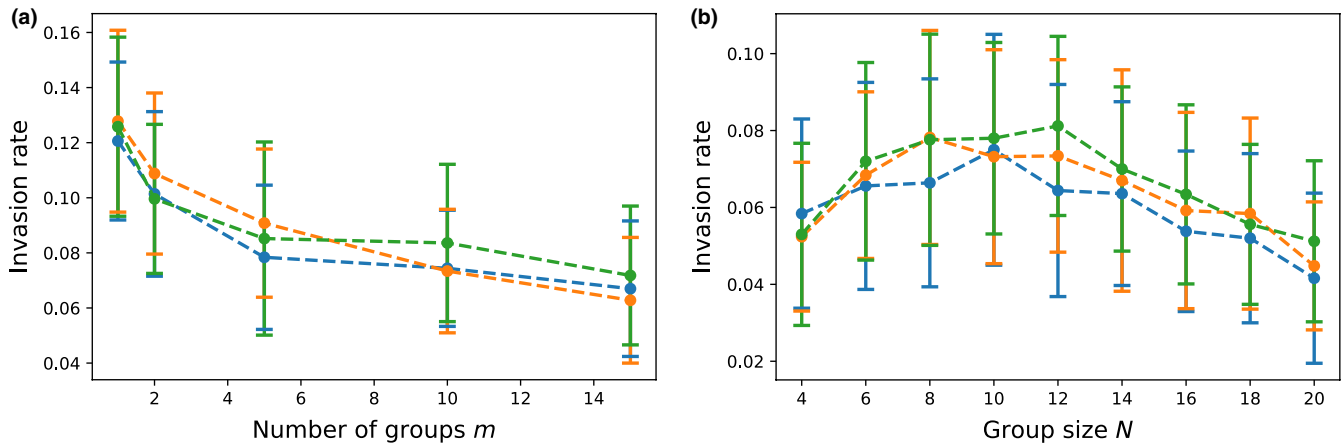 (a)
Invasion rate
0.16
0.14
0.12
0.10
0.08
0.06
0.04
2 4 6 8 10 12 14
Number of groups m
(b)
Invasion rate
0.10
0.08
0.06
0.04
0.02
4 6 8 10 12 14 16 18 20
Group size N